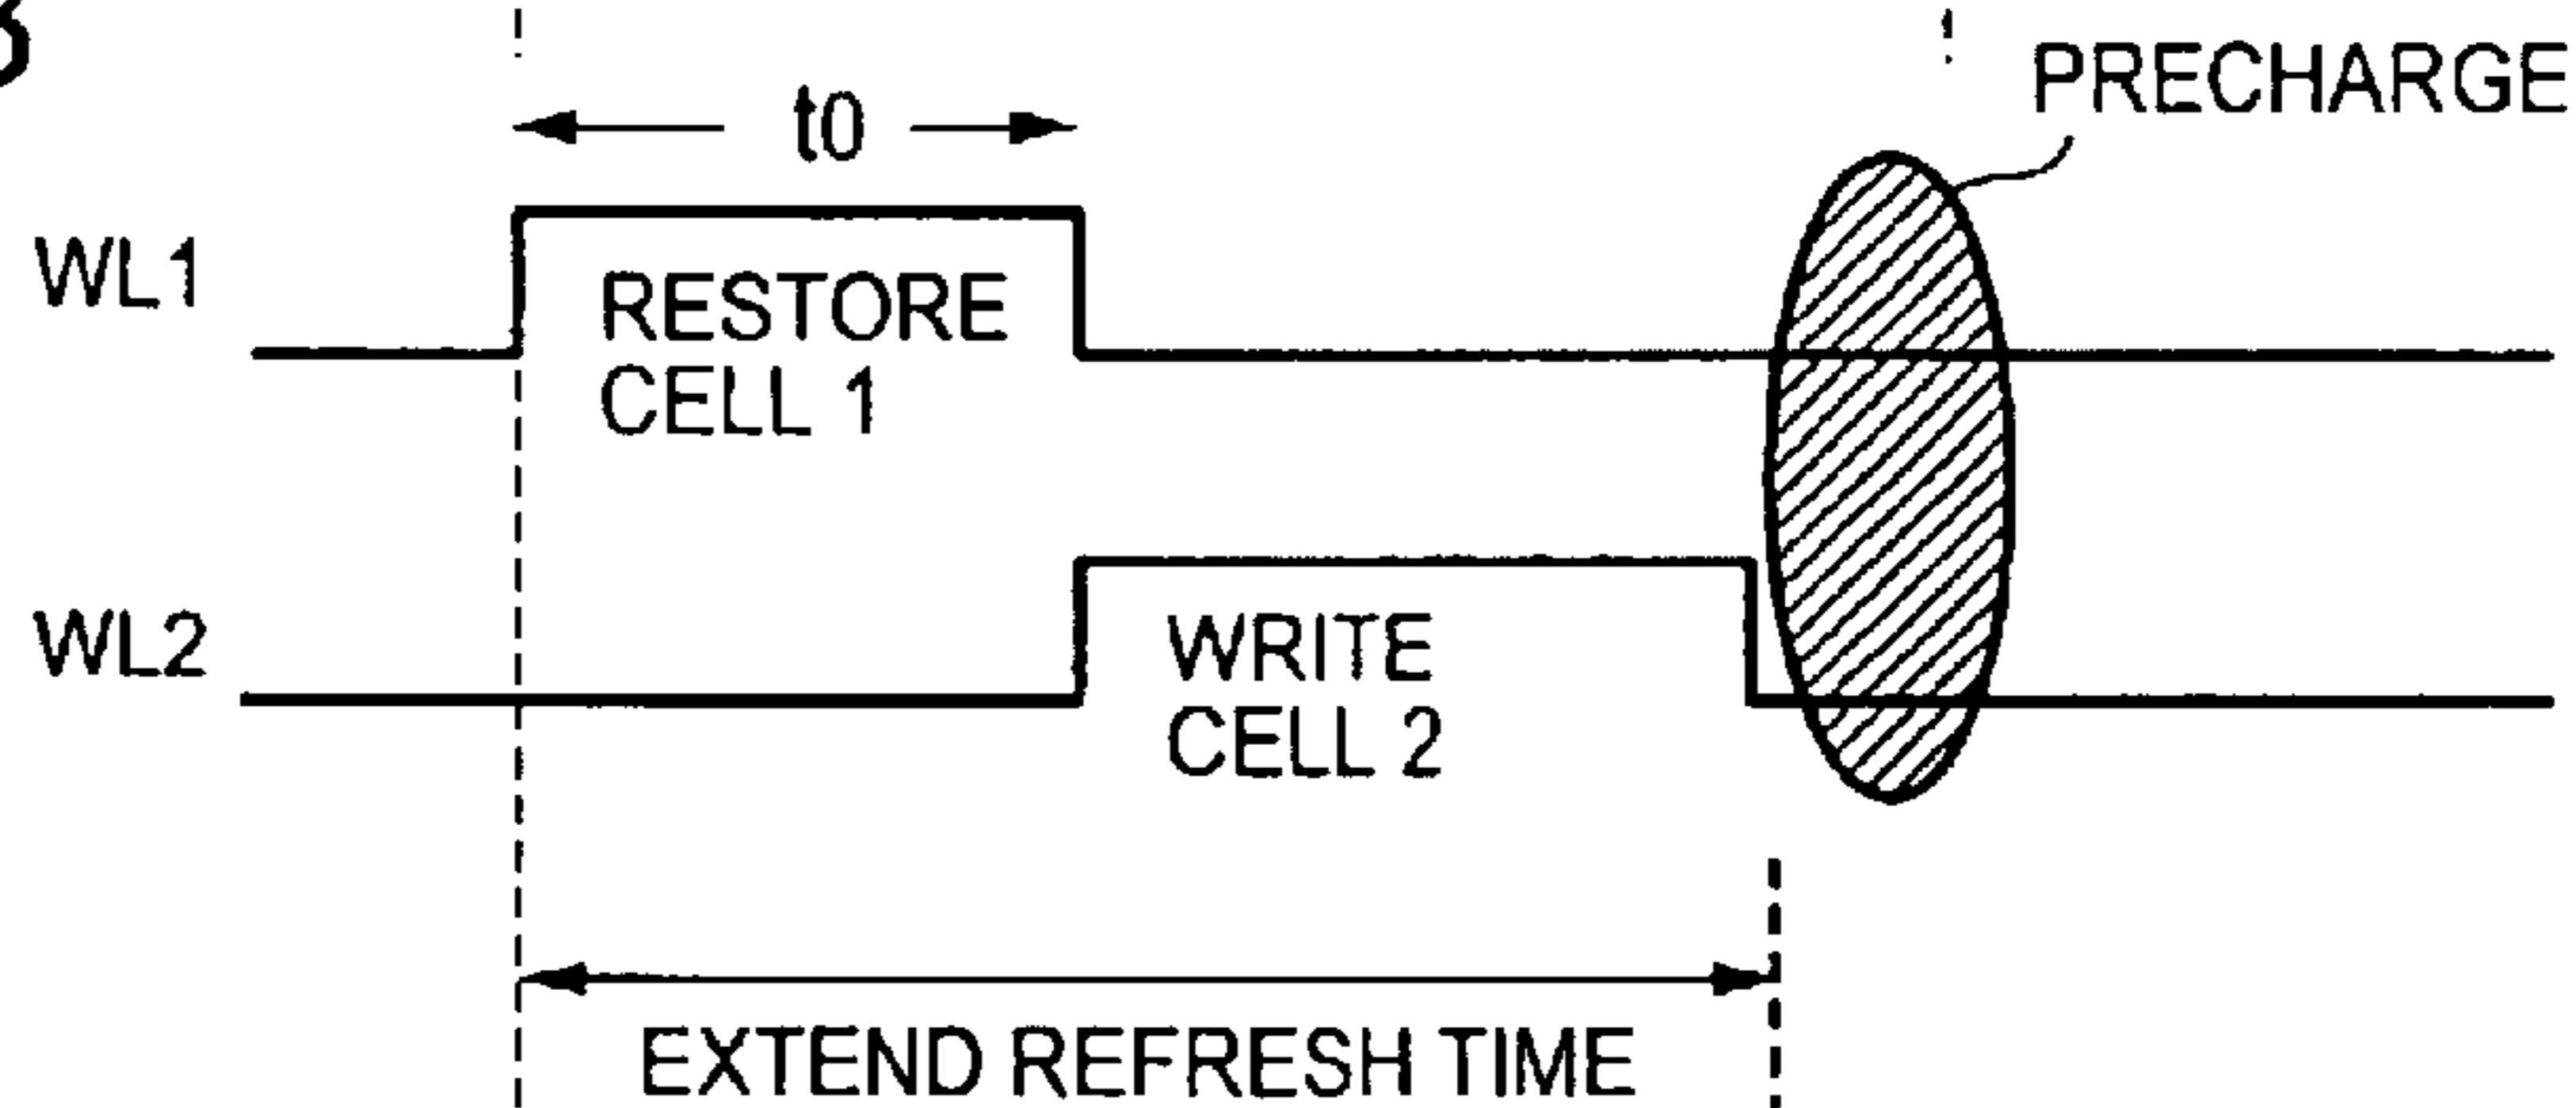 PRECHARGE
t0
WL1
RESTORE
CELL 1
WL2
WRITE
CELL 2
EXTEND REFRESH TIME